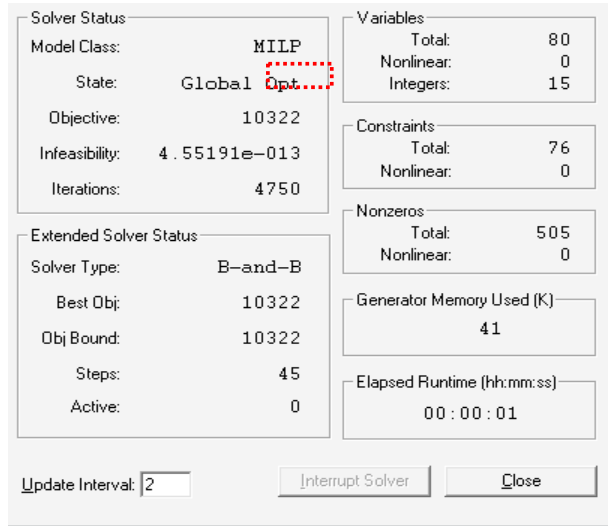 Solver Status
Model Class: MILP
State: Global Opt
Objective: 10322
Infeasibility: 4.55191e-013
Iterations: 4750
Extended Solver Status
Solver Type: B-and-B
Best Obj: 10322
Obj Bound: 10322
Steps: 45
Active: 0
Variables
Total: 80
Nonlinear: 0
Integers: 15
Constraints
Total: 76
Nonlinear: 0
Nonzeros
Total: 505
Nonlinear: 0
Generator Memory Used (K)
41
Elapsed Runtime (hh:mm:ss)
00:00:01
Update Interval: 2
Interrupt Solver
Close